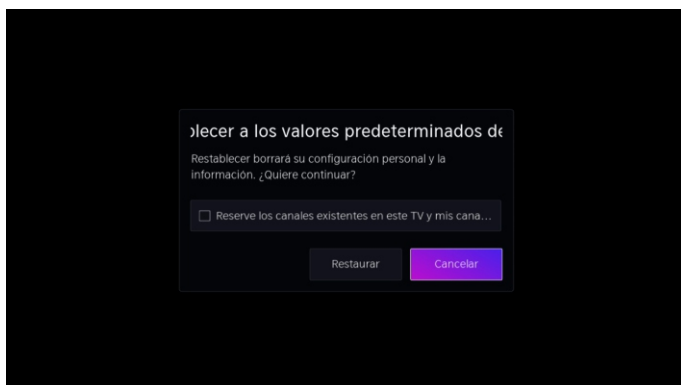 olecer a los valores predeterminados de
Restablecer borrará su configuración personal y la
información. ¿Quiere continuar?
Reserve los canales existentes en este TV y mis cana...
Restaurar
Cancelar